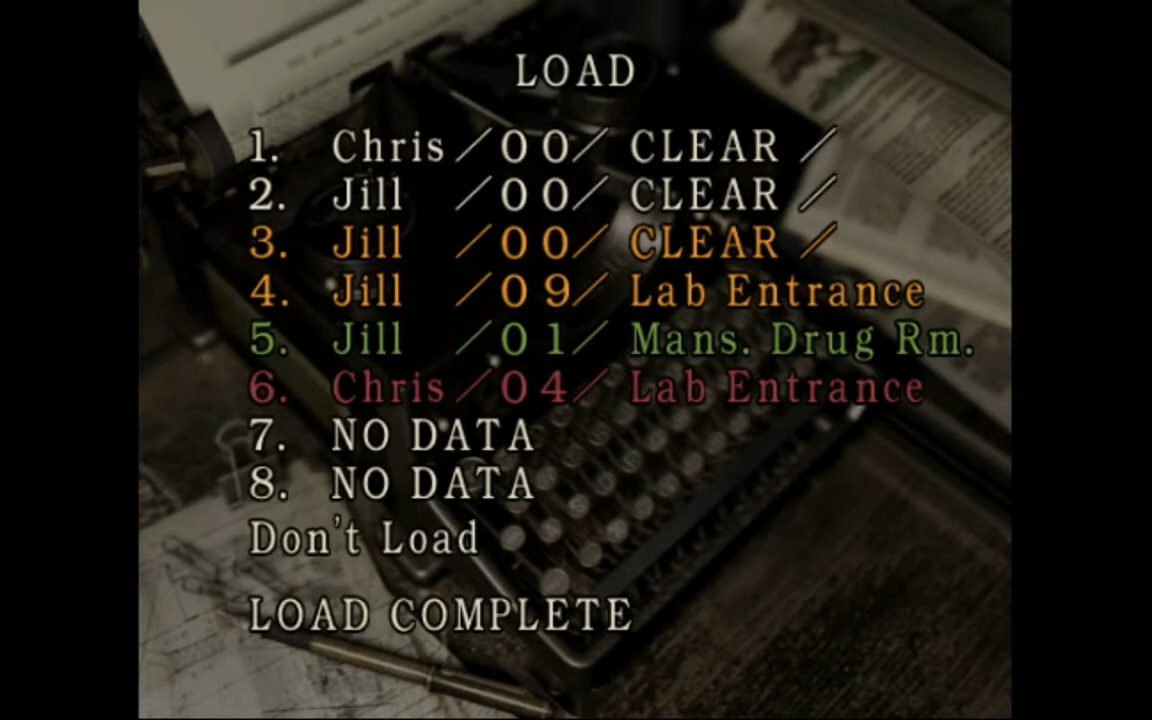 LOAD
1. Chris／00／ CLEAR ／
2. Jill ／00／ CLEAR ／
3. Jill ／00／ CLEAR ／
4. Jill ／09／ Lab Entrance
5. Jill ／01／ Mans. Drug Rm.
6. Chris／04／ Lab Entrance
7. NO DATA
8. NO DATA
Don't Load
LOAD COMPLETE